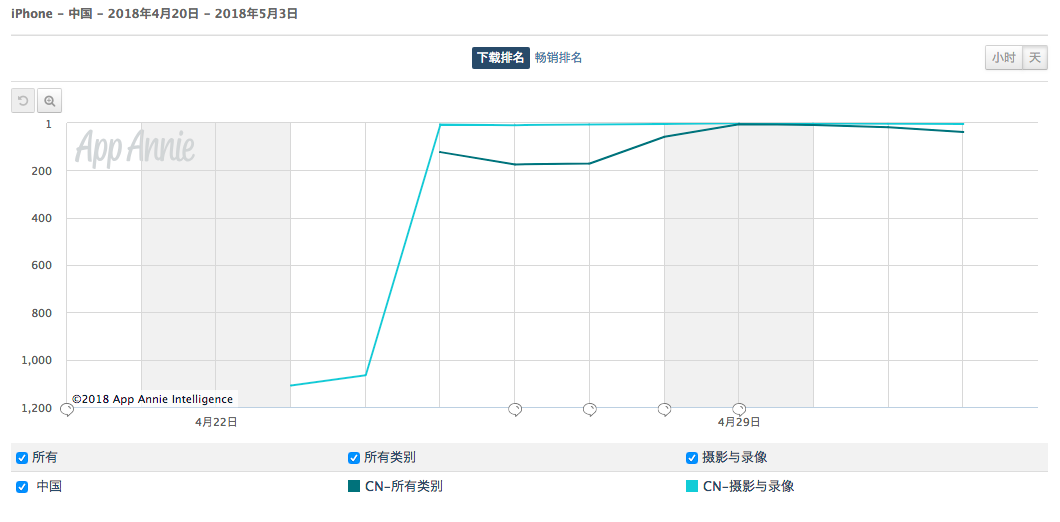 iPhone – 中国 – 2018年4月20日 – 2018年5月3日
下载排名 畅销排名
小时 天
1
App Annie
200
400
600
800
1,000
©2018 App Annie Intelligence
1,200
4月22日 4月29日
所有 所有类别 摄影与录像
中国 CN-所有类别 CN-摄影与录像